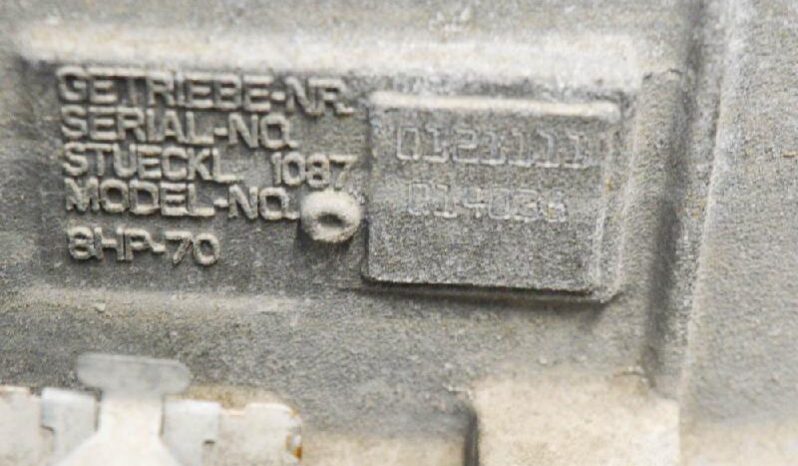 GETRIEBE-NR.
SERIAL-NO. 0121111
STUECKL. 1087
MODEL-NO. 014036
8HP-70